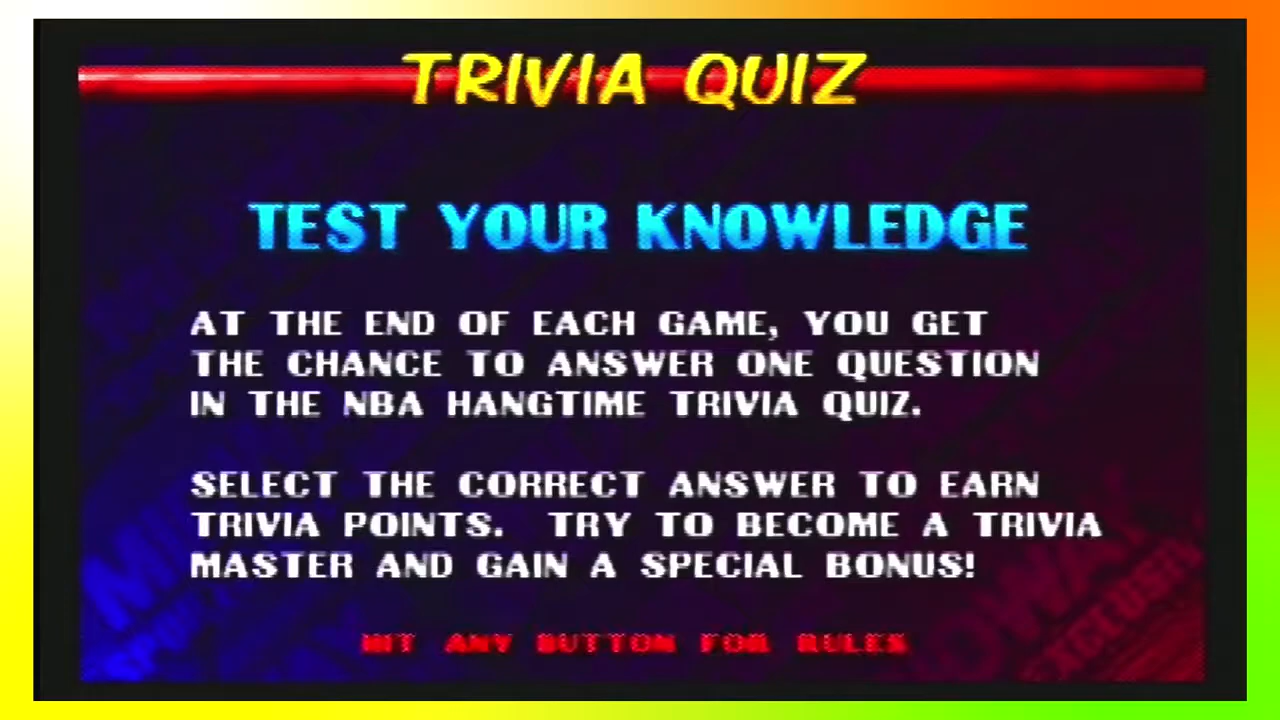 TRIVIA QUIZ
TEST YOUR KNOWLEDGE
AT THE END OF EACH GAME, YOU GET
THE CHANCE TO ANSWER ONE QUESTION
IN THE NBA HANGTIME TRIVIA QUIZ.
SELECT THE CORRECT ANSWER TO EARN
TRIVIA POINTS. TRY TO BECOME A TRIVIA
MASTER AND GAIN A SPECIAL BONUS!
HIT ANY BUTTON FOR RULES